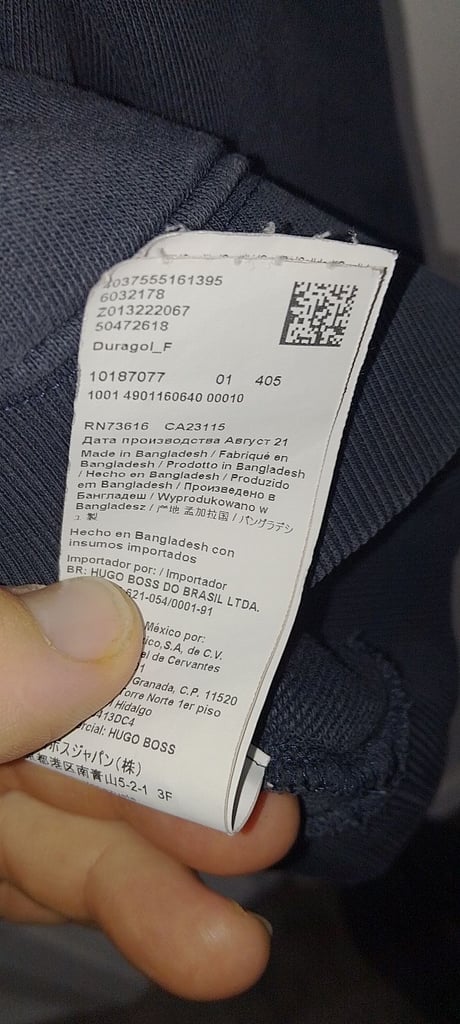 4037555161395
6032178
Z013222067
50472618
Duragol_F
10187077 01 405
1001 4901160640 00010
RN73616 CA23115
Дата производства Август 21
Made in Bangladesh / Fabriqué en
Bangladesh / Prodotto in Bangladesh
/ Hecho en Bangladesh / Produzido
em Bangladesh / Произведено в
Бангладеш / Wyprodukowano w
Bangladesz / 产地 孟加拉国 / バングラデシ
ュ 製
Hecho en Bangladesh con
insumos importados
Importador por: / Importador
BR: HUGO BOSS DO BRASIL LTDA.
621-054/0001-91
México por:
S.A, de C.V.
de Cervantes
1
Granada, C.P. 11520
Torre Norte 1er piso
Hidalgo
413DC4
HUGO BOSS
ボスジャパン(株)
港区南青山5-2-1 3F